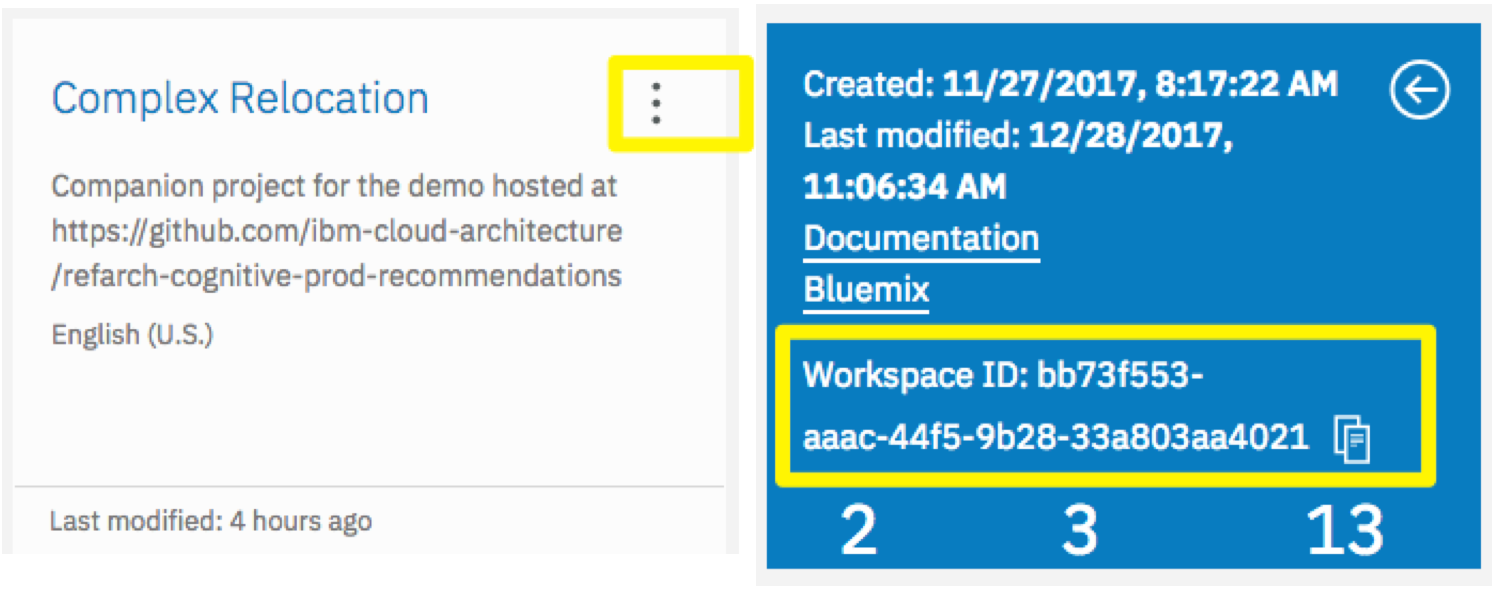 Complex Relocation
Companion project for the demo hosted at
https://github.com/ibm-cloud-architecture
/refarch-cognitive-prod-recommendations
English (U.S.)
Last modified: 4 hours ago
Created: 11/27/2017, 8:17:22 AM
Last modified: 12/28/2017,
11:06:34 AM
Documentation
Bluemix
Workspace ID: bb73f553-
aaac-44f5-9b28-33a803aa4021
2 3 13